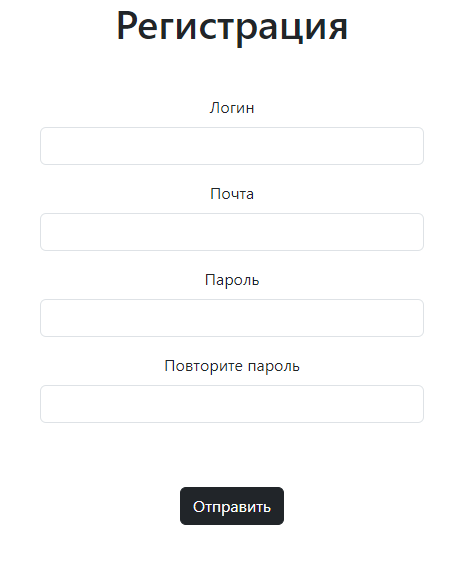 Регистрация
Логин
Почта
Пароль
Повторите пароль
Отправить